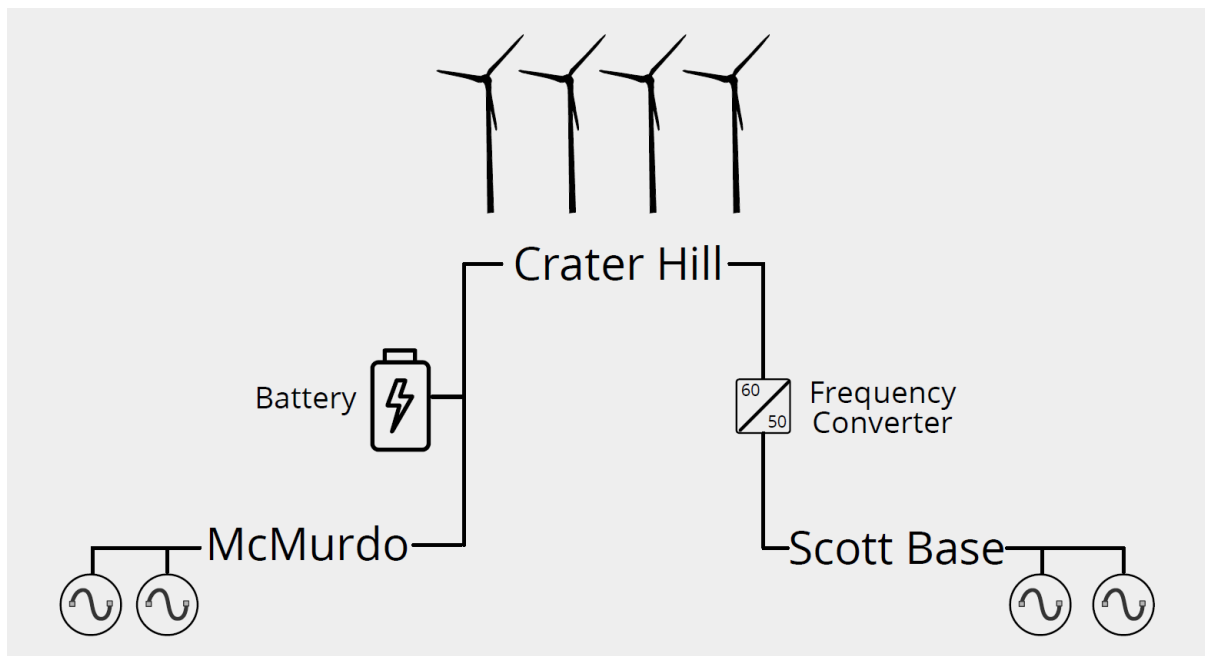 Crater Hill
Battery
60
50
Frequency
Converter
McMurdo
Scott Base